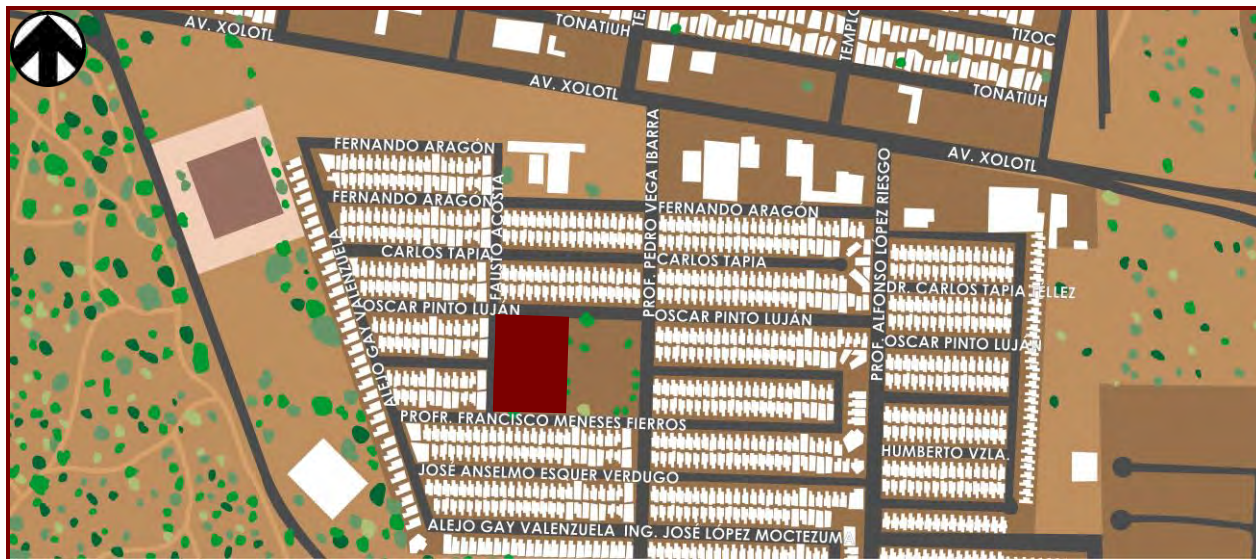 AV. XOLOTL
TONATIUH
TEMPLO
TIZOC
TONATIUH
AV. XOLOTL
AV. XOLOTL
FERNANDO ARAGÓN
FERNANDO ARAGÓN
FAUSTO ACOSTA
PROF. PEDRO VEGA IBARRA
FERNANDO ARAGÓN
PROF. ALFONSO LÓPEZ RIESGO
CARLOS TAPIA
CARLOS TAPIA
DR. CARLOS TAPIA TELLEZ
ALEJO GAY VALENZUELA
OSCAR PINTO LUJÁN
OSCAR PINTO LUJÁN
OSCAR PINTO LUJÁN
PROFR. FRANCISCO MENESES FIERROS
HUMBERTO VZLA.
JOSÉ ANSELMO ESQUER VERDUGO
ALEJO GAY VALENZUELA
ING. JOSÉ LÓPEZ MOCTEZUMA